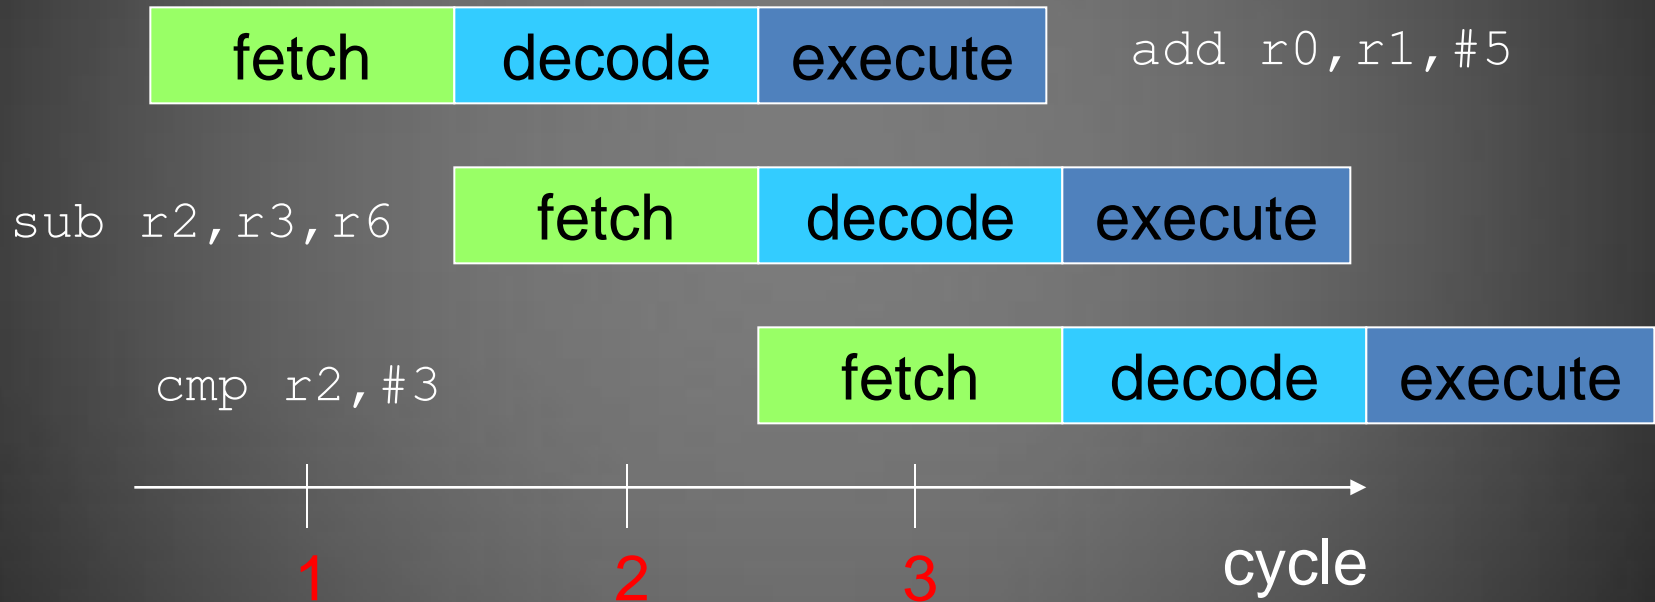 fetch decode execute add r0,r1,#5
sub r2,r3,r6 fetch decode execute
cmp r2,#3 fetch decode execute
1 2 3 cycle